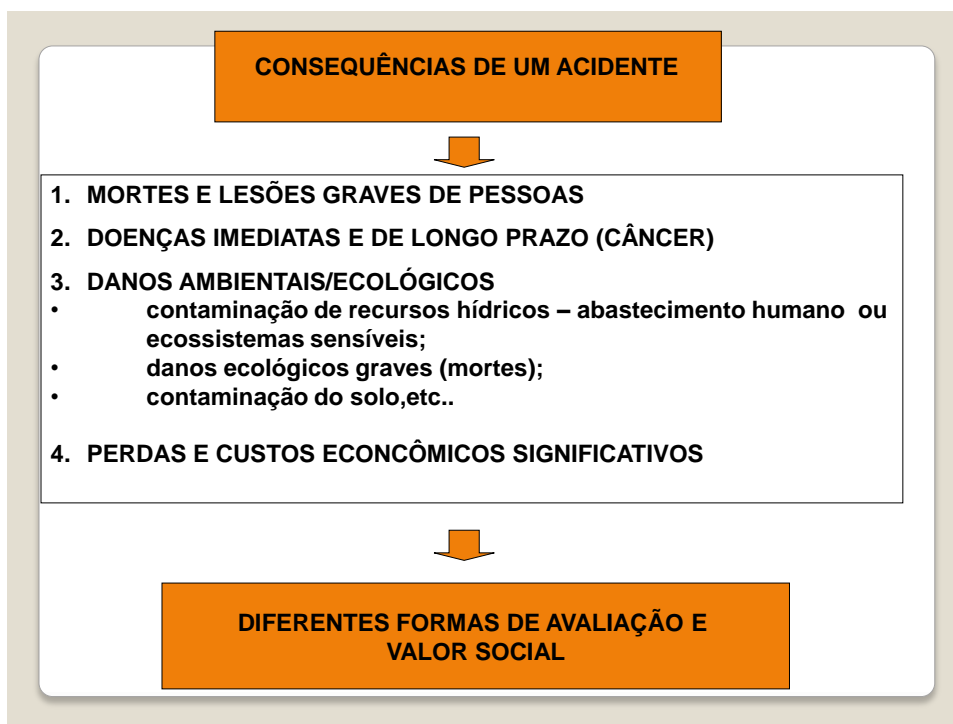 CONSEQUÊNCIAS DE UM ACIDENTE
1. MORTES E LESÕES GRAVES DE PESSOAS
2. DOENÇAS IMEDIATAS E DE LONGO PRAZO (CÂNCER)
3. DANOS AMBIENTAIS/ECOLÓGICOS
• contaminação de recursos hídricos – abastecimento humano ou
ecossistemas sensíveis;
• danos ecológicos graves (mortes);
• contaminação do solo,etc..
4. PERDAS E CUSTOS ECONCÔMICOS SIGNIFICATIVOS
DIFERENTES FORMAS DE AVALIAÇÃO E
VALOR SOCIAL